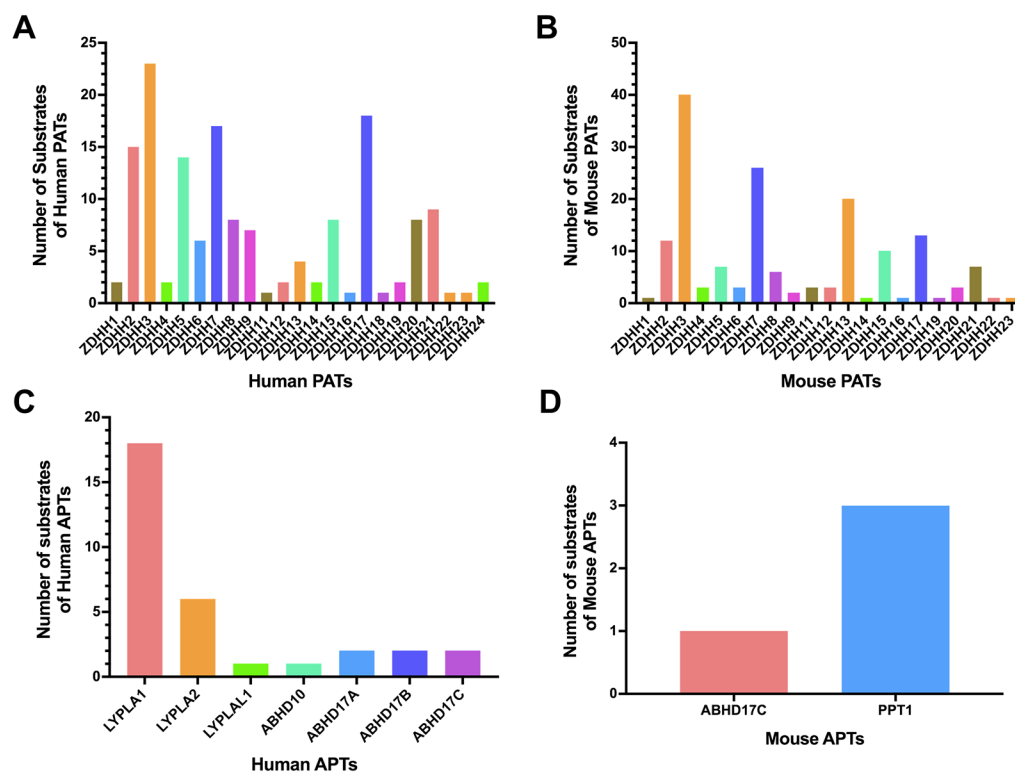 A
Number of Substrates
of Human PATs
25
20
15
10
5
0
ZDHH1
ZDHH2
ZDHH3
ZDHH4
ZDHH5
ZDHH6
ZDHH7
ZDHH8
ZDHH9
ZDHH11
ZDHH12
ZDHH13
ZDHH14
ZDHH15
ZDHH16
ZDHH17
ZDHH18
ZDHH19
ZDHH20
ZDHH21
ZDHH22
ZDHH23
ZDHH24
Human PATs
B
Number of Substrates
of Mouse PATs
50
40
30
20
10
0
ZDHH1
ZDHH2
ZDHH3
ZDHH4
ZDHH5
ZDHH6
ZDHH7
ZDHH8
ZDHH9
ZDHH11
ZDHH12
ZDHH13
ZDHH14
ZDHH15
ZDHH16
ZDHH17
ZDHH19
ZDHH20
ZDHH21
ZDHH22
ZDHH23
Mouse PATs
C
Number of substrates
of Human APTs
20
15
10
5
0
LYPLA1
LYPLA2
LYPLAL1
ABHD10
ABHD17A
ABHD17B
ABHD17C
Human APTs
D
Number of substrates
of Mouse APTs
4
3
2
1
0
ABHD17C
PPT1
Mouse APTs